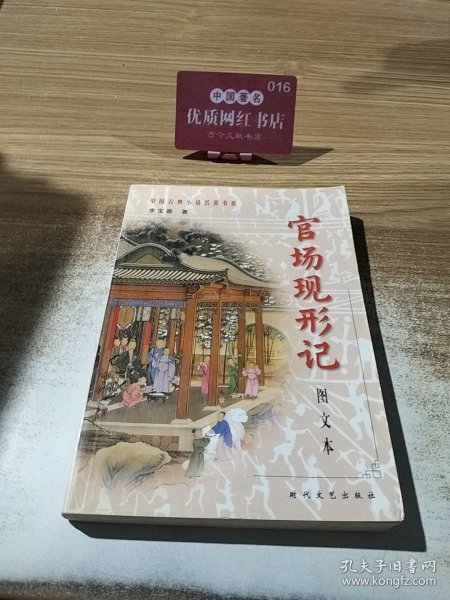 016
中国著名
优质网红书店
古今文献书店
中国古典小说名著书系
李宝嘉 著
官场现形记
图文本
时代文艺出版社
孔夫子旧书网
www.kongfz.com